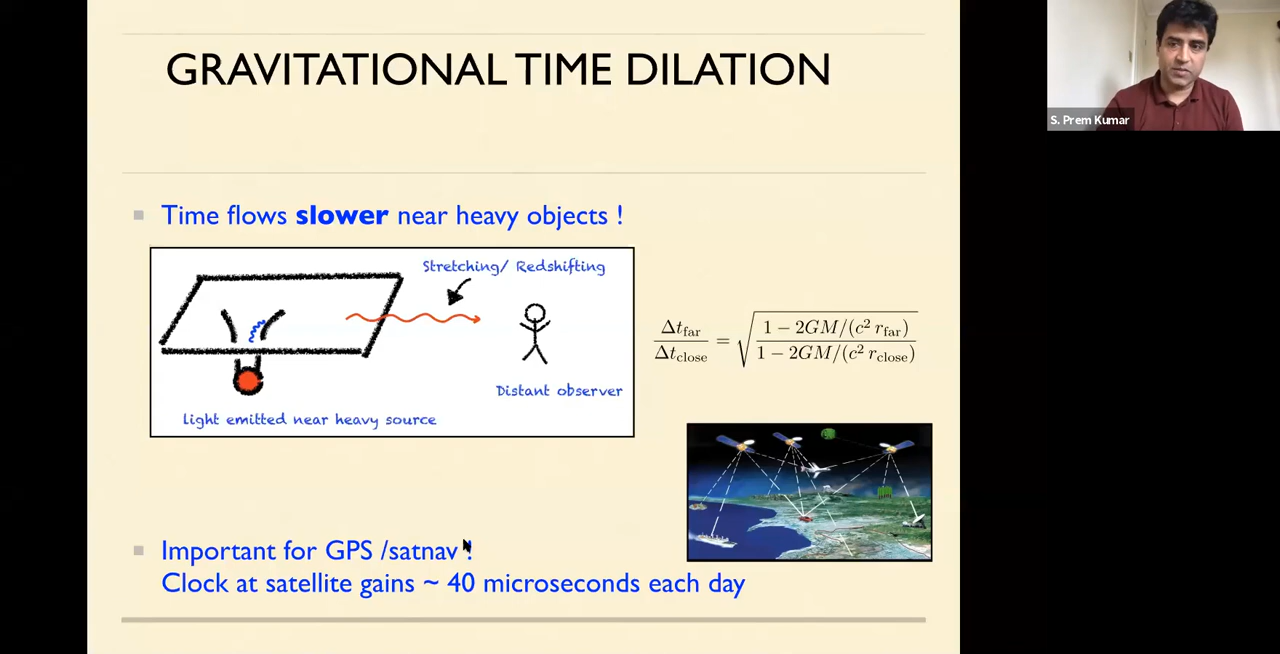 GRAVITATIONAL TIME DILATION
S. Prem Kumar
Time flows slower near heavy objects !
Stretching/ Redshifting
Distant observer
light emitted near heavy source
Δt_far / Δt_close = √((1 − 2GM/(c² r_far)) / (1 − 2GM/(c² r_close)))
Important for GPS /satnav !
Clock at satellite gains ~ 40 microseconds each day